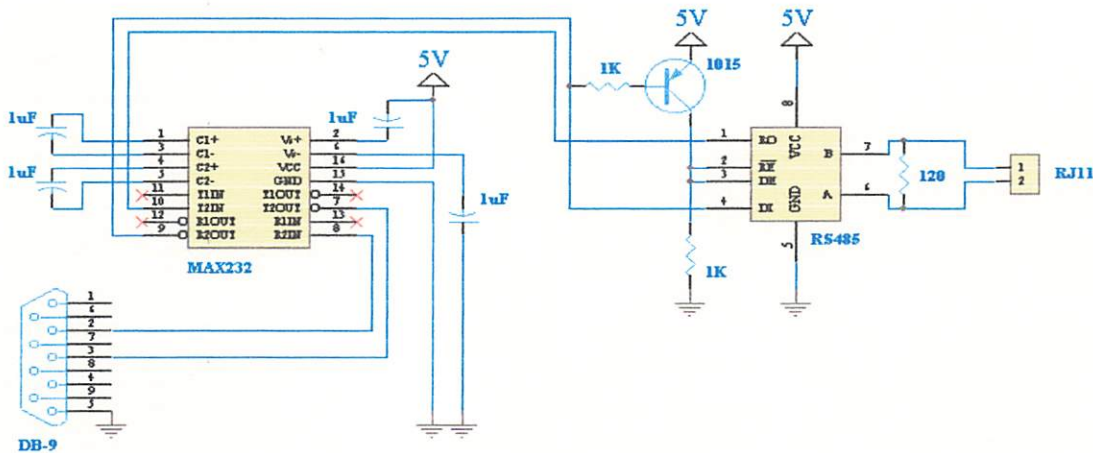 5V
5V
1015
1K
5V
1uF
1uF
1uF
1uF
1 C1+
3 C1-
4 C2+
5 C2-
11 T1IN
10 T2IN
12 R1OUT
9 R2OUT
2
6
VCC
GND 15
T1OUT 14
T2OUT 7
R1IN 13
R2IN 8
MAX232
1 RO
2 RE
3 DE
4 DI
8 VCC
GND 5
B 7
A 6
120
1
2
RJ11
RS485
1K
1
6
2
7
3
8
4
9
5
DB-9